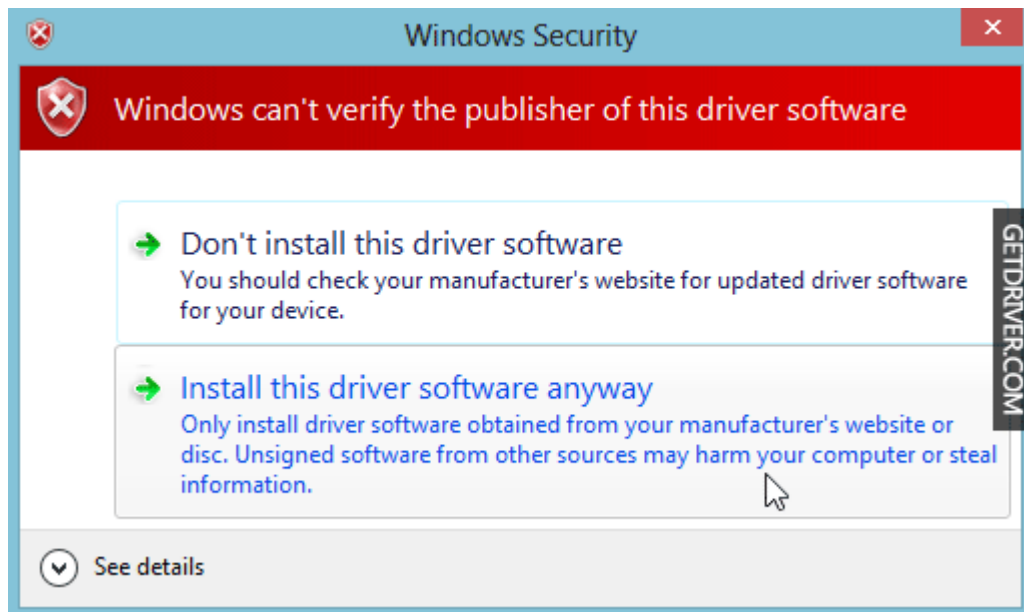 Windows Security
Windows can't verify the publisher of this driver software
Don't install this driver software
You should check your manufacturer's website for updated driver software
for your device.
Install this driver software anyway
Only install driver software obtained from your manufacturer's website or
disc. Unsigned software from other sources may harm your computer or steal
information.
See details
GETDRIVER.COM